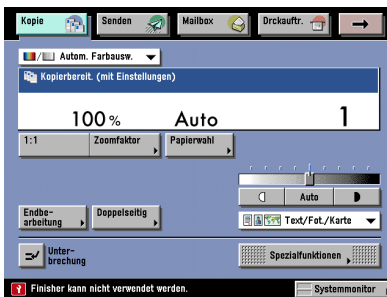 Kopie Senden Mailbox Drckauftr.
Autom. Farbausw.
Kopierbereit. (mit Einstellungen)
100 % Auto 1
1:1 Zoomfaktor Papierwahl
Auto
Endbe-
arbeitung
Doppelseitig
Text/Fot./Karte
Unter-
brechung
Spezialfunktionen
Finisher kann nicht verwendet werden. Systemmonitor